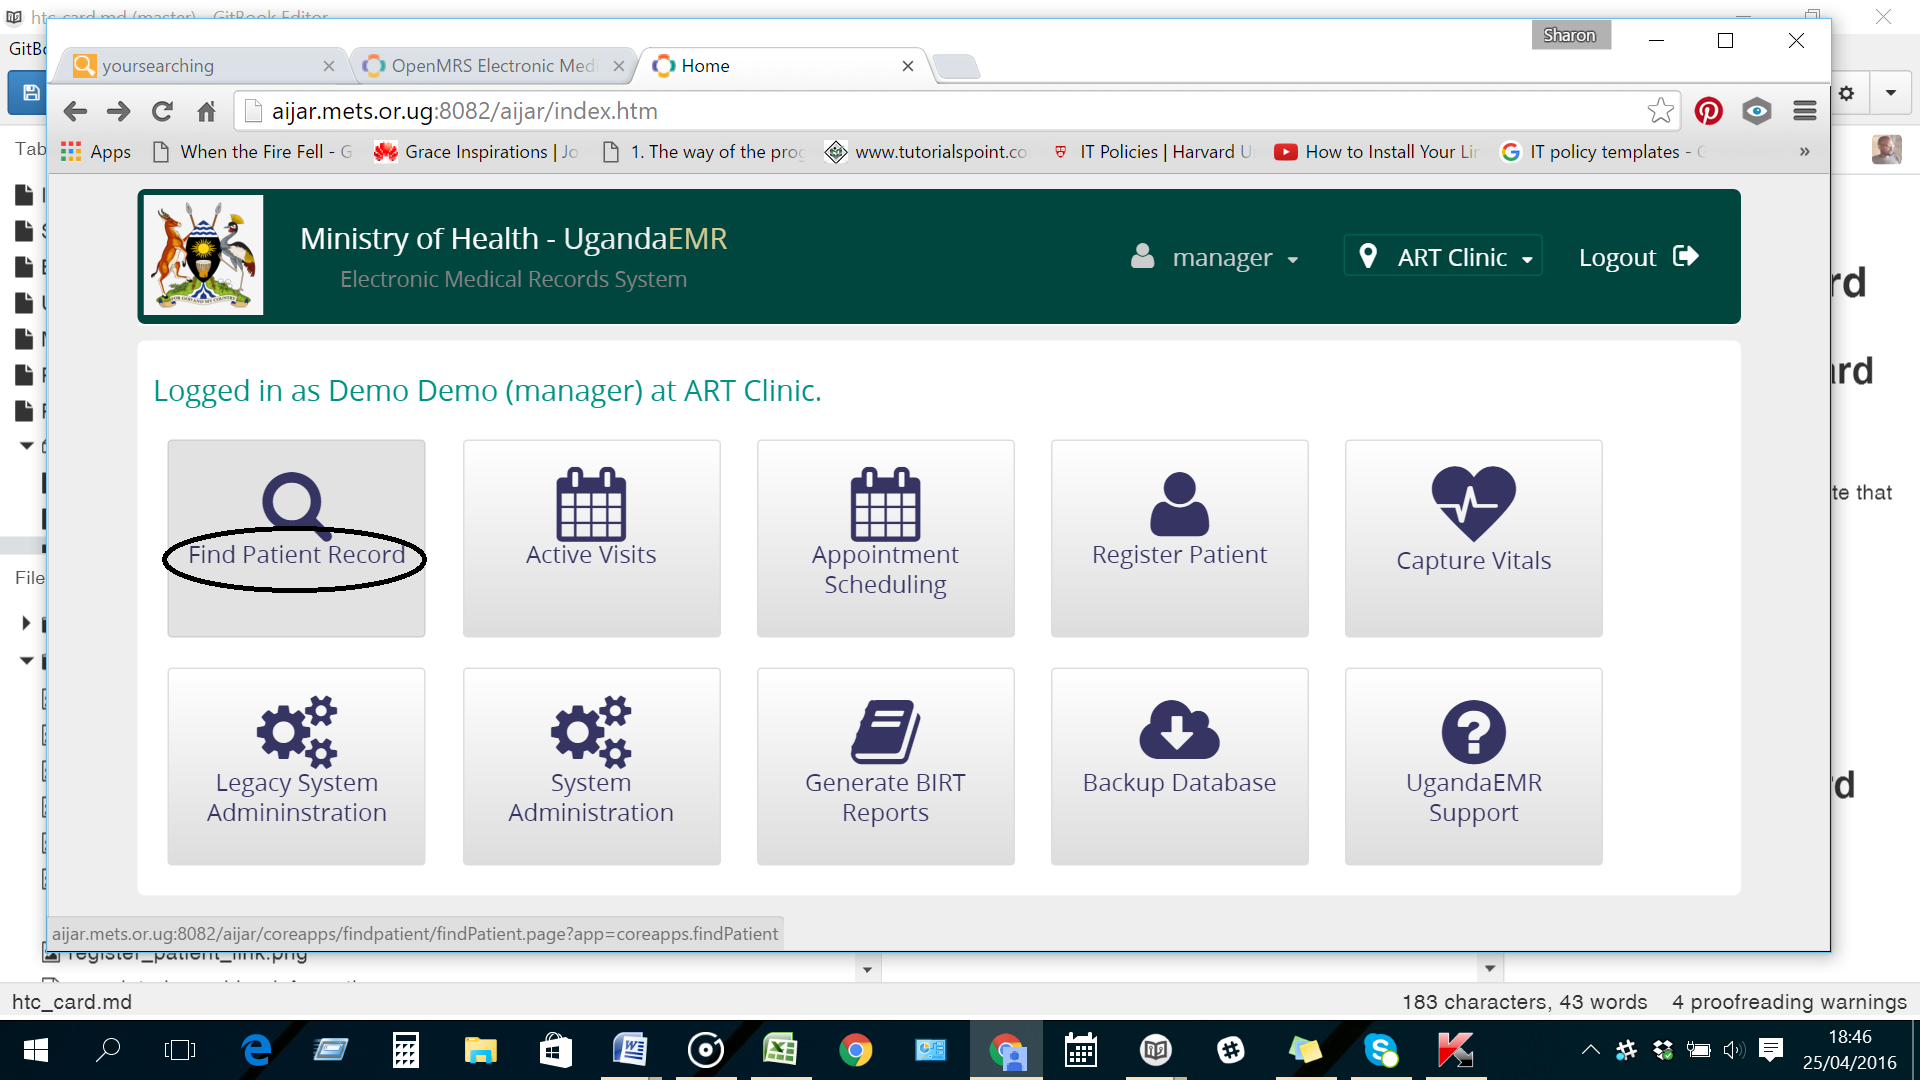 htc_card.md (master) - GitBook Editor
Sharon
yoursearching
OpenMRS Electronic Medi
Home
aijar.mets.or.ug:8082/aijar/index.htm
Apps
When the Fire Fell - G
Grace Inspirations | Jo
1. The way of the prog
www.tutorialspoint.co
IT Policies | Harvard U
How to Install Your Lin
IT policy templates - G
»
Ministry of Health - UgandaEMR
Electronic Medical Records System
manager
ART Clinic
Logout
Logged in as Demo Demo (manager) at ART Clinic.
Find Patient Record
Active Visits
Appointment
Scheduling
Register Patient
Capture Vitals
Legacy System
Admininstration
System
Administration
Generate BIRT
Reports
Backup Database
UgandaEMR
Support
aijar.mets.or.ug:8082/aijar/coreapps/findpatient/findPatient.page?app=coreapps.findPatient
GitB
Tab
File
rd
rd
te that
rd
register_patient_link.png
htc_card.md
183 characters, 43 words
4 proofreading warnings
18:46
25/04/2016